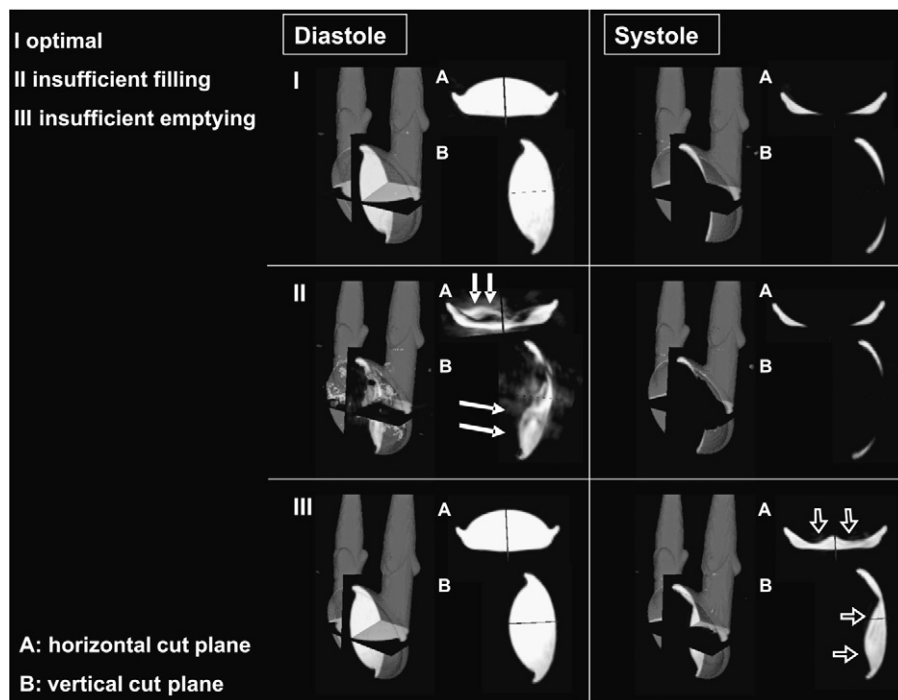 I optimal
II insufficient filling
III insufficient emptying
Diastole
Systole
I
A
B
A
B
II
A
B
A
B
III
A
B
A
B
A: horizontal cut plane
B: vertical cut plane